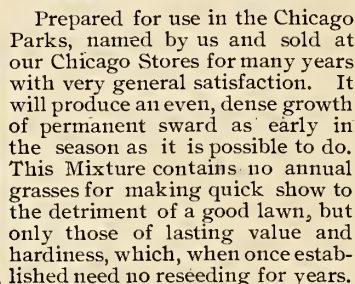 Prepared for use in the Chicago
Parks, named by us and sold at
our Chicago Stores for many years
with very general satisfaction. It
will produce an even, dense growth
of permanent sward as early in
the season as it is possible to do.
This Mixture contains no annual
grasses for making quick show to
the detriment of a good lawn, but
only those of lasting value and
hardiness, which, when once estab-
lished need no reseeding for years.